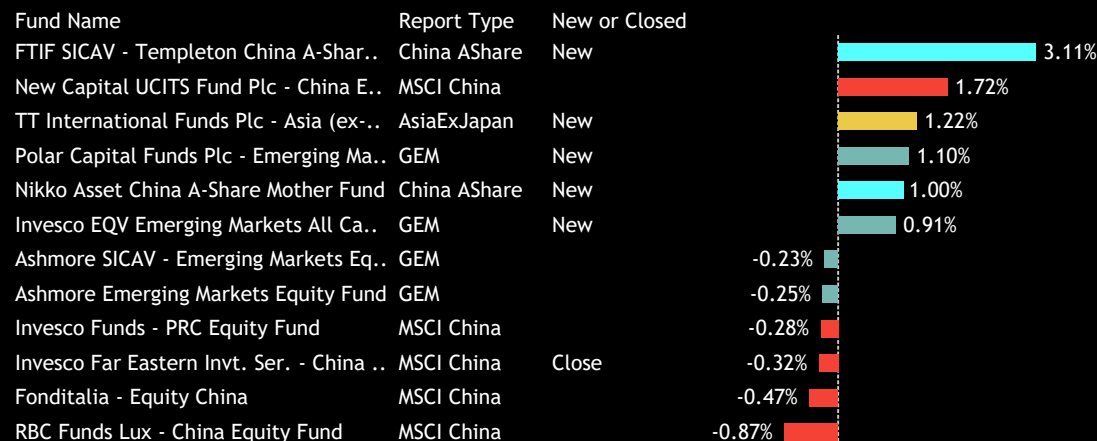 Fund Name Report Type New or Closed
FTIF SICAV - Templeton China A-Shar.. China AShare New 3.11%
New Capital UCITS Fund Plc - China E.. MSCI China 1.72%
TT International Funds Plc - Asia (ex-.. AsiaExJapan New 1.22%
Polar Capital Funds Plc - Emerging Ma.. GEM New 1.10%
Nikko Asset China A-Share Mother Fund China AShare New 1.00%
Invesco EQV Emerging Markets All Ca.. GEM New 0.91%
Ashmore SICAV - Emerging Markets Eq.. GEM -0.23%
Ashmore Emerging Markets Equity Fund GEM -0.25%
Invesco Funds - PRC Equity Fund MSCI China -0.28%
Invesco Far Eastern Invt. Ser. - China .. MSCI China Close -0.32%
Fonditalia - Equity China MSCI China -0.47%
RBC Funds Lux - China Equity Fund MSCI China -0.87%